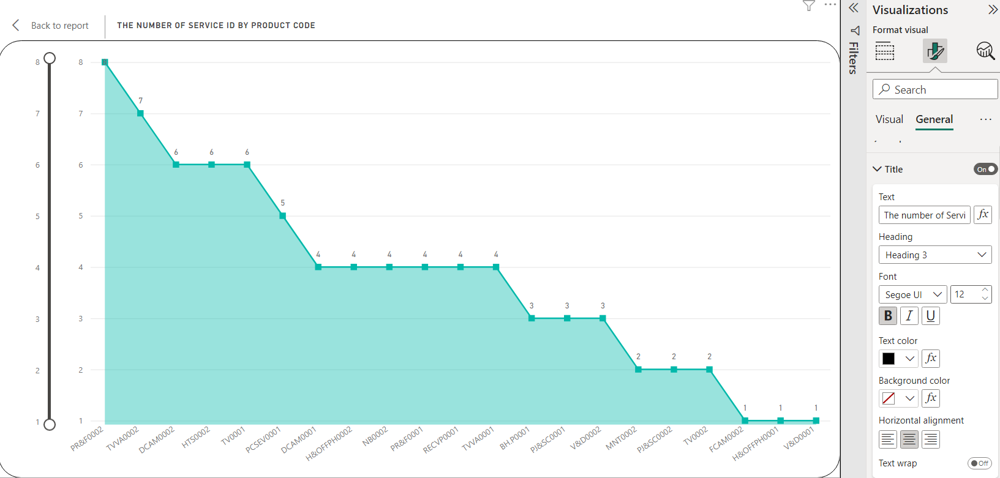 Back to report
THE NUMBER OF SERVICE ID BY PRODUCT CODE
8
7
6
5
4
3
2
1
8
7
6
5
4
3
2
1
8
7
6
6
6
5
4
4
4
4
4
4
3
3
3
2
2
2
1
1
1
PR&F0002
TVVA0002
DCAM0002
HTS0002
TV0001
PCSEV0001
DCAM0001
H&OFFPH0002
NB0002
PR&F0001
RECVP0001
TVVA0001
BH.P0001
PJ&SC0001
V&D0002
MNT0002
PJ&SC0002
TV0002
FCAM0002
H&OFFPH0001
V&D0001
Filters
Visualizations
Format visual
Search
Visual General
Title On
Text
The number of Servi fx
Heading
Heading 3
Font
Segoe UI 12
B I U
Text color
fx
Background color
fx
Horizontal alignment
Text wrap Off